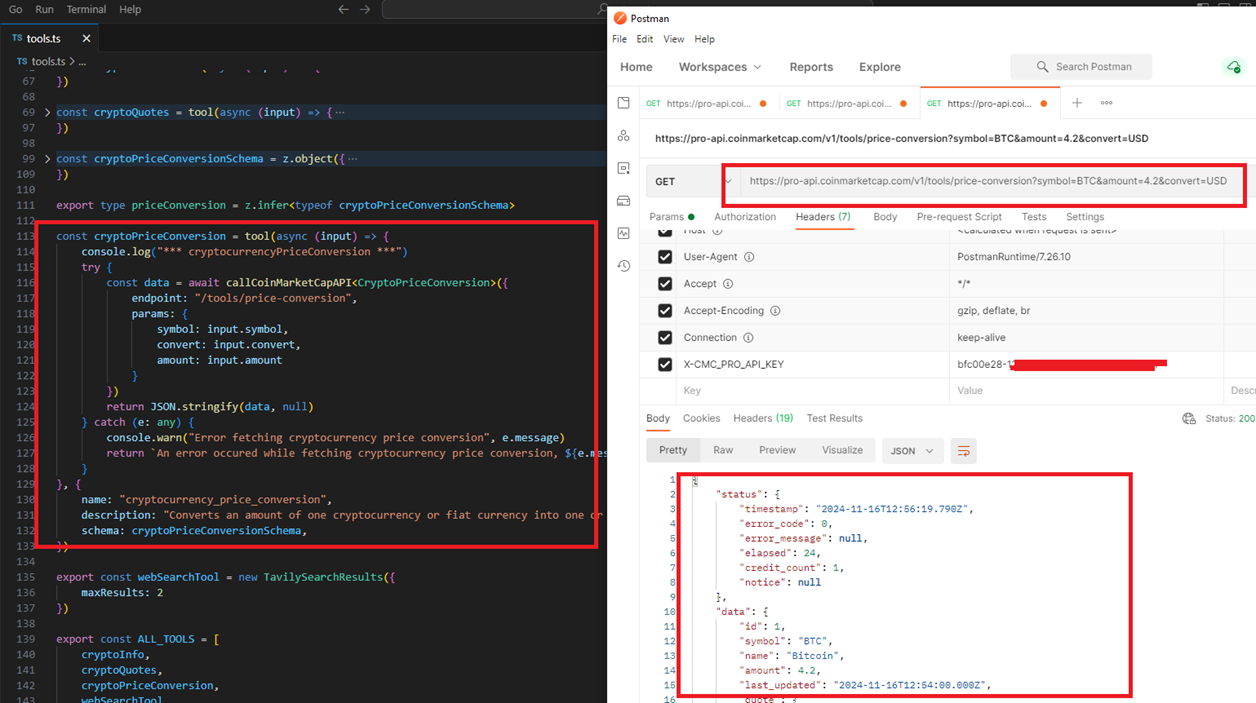 Go Run Terminal Help
TS tools.ts ×
TS tools.ts > ...
67 })
68
69 > const cryptoQuotes = tool(async (input) => { ⋯
97 })
98
99 > const cryptoPriceConversionSchema = z.object({ ⋯
109 })
110
111 export type priceConversion = z.infer<typeof cryptoPriceConversionSchema>
112
113 const cryptoPriceConversion = tool(async (input) => {
114 console.log("*** cryptocurrencyPriceConversion ***")
115 try {
116 const data = await callCoinMarketCapAPI<CryptoPriceConversion>({
117 endpoint: "/tools/price-conversion",
118 params: {
119 symbol: input.symbol,
120 convert: input.convert,
121 amount: input.amount
122 }
123 })
124 return JSON.stringify(data, null)
125 } catch (e: any) {
126 console.warn("Error fetching cryptocurrency price conversion", e.message)
127 return `An error occured while fetching cryptocurrency price conversion, ${e.mes
128 }
129 }, {
130 name: "cryptocurrency_price_conversion",
131 description: "Converts an amount of one cryptocurrency or fiat currency into one or
132 schema: cryptoPriceConversionSchema,
133 })
134
135 export const webSearchTool = new TavilySearchResults({
136 maxResults: 2
137 })
138
139 export const ALL_TOOLS = [
140 cryptoInfo,
141 cryptoQuotes,
142 cryptoPriceConversion,
143 webSearchTool
Postman
File Edit View Help
Home Workspaces Reports Explore Search Postman
GET https://pro-api.coi... GET https://pro-api.coi... GET https://pro-api.coi... + ooo
https://pro-api.coinmarketcap.com/v1/tools/price-conversion?symbol=BTC&amount=4.2&convert=USD
GET https://pro-api.coinmarketcap.com/v1/tools/price-conversion?symbol=BTC&amount=4.2&convert=USD
Params Authorization Headers (7) Body Pre-request Script Tests Settings
Host <calculated when request is sent>
User-Agent PostmanRuntime/7.26.10
Accept */*
Accept-Encoding gzip, deflate, br
Connection keep-alive
X-CMC_PRO_API_KEY bfc00e28-1
Key Value Descr
Body Cookies Headers (19) Test Results Status: 200
Pretty Raw Preview Visualize JSON
1 {
2 "status": {
3 "timestamp": "2024-11-16T12:56:19.790Z",
4 "error_code": 0,
5 "error_message": null,
6 "elapsed": 24,
7 "credit_count": 1,
8 "notice": null
9 },
10 "data": {
11 "id": 1,
12 "symbol": "BTC",
13 "name": "Bitcoin",
14 "amount": 4.2,
15 "last_updated": "2024-11-16T12:54:00.000Z",
16 "quote": {